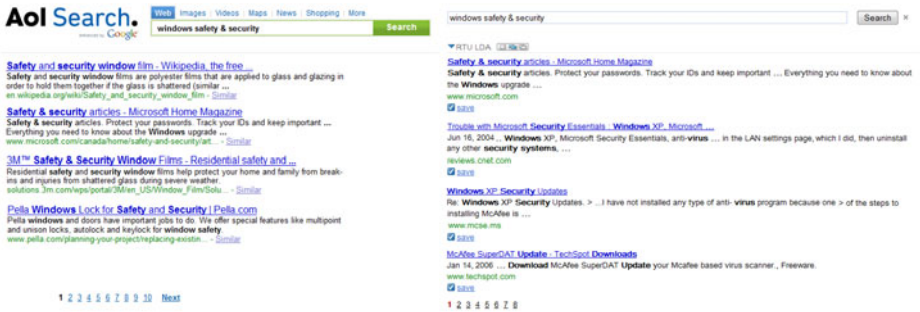 Aol Search.
powered by Google
Web Images Videos Maps News Shopping More
windows safety & security
Search
Safety and security window film - Wikipedia, the free ...
Safety and security window films are polyester films that are applied to glass and glazing in
order to hold them together if the glass is shattered (similar ...
en.wikipedia.org/wiki/Safety_and_security_window_film - Similar
Safety & security articles - Microsoft Home Magazine
Safety & security articles. Protect your passwords. Track your IDs and keep important ...
Everything you need to know about the Windows upgrade ...
www.microsoft.com/canada/home/safety-and-security/art... - Similar
3M™ Safety & Security Window Films - Residential safety and ...
Residential safety and security window films help protect your home and family from break-
ins and injuries from shattered glass during severe weather.
solutions.3m.com/wps/portal/3M/en_US/Window_Film/Solu... - Similar
Pella Windows Lock for Safety and Security | Pella.com
Pella windows and doors have important jobs to do. We offer special features like multipoint
and unison locks, autolock and keylock for window safety.
www.pella.com/planning-your-project/replacing-existin... - Similar
1 2 3 4 5 6 7 8 9 10 Next
windows safety & security
Search ×
RTU LDA
Safety & security articles - Microsoft Home Magazine
Safety & security articles. Protect your passwords. Track your IDs and keep important ... Everything you need to know about
the Windows upgrade ...
www.microsoft.com
save
Trouble with Microsoft Security Essentials : Windows XP, Microsoft ...
Jun 16, 2004 ... Windows XP, Microsoft Security Essentials, anti-virus ... in the LAN settings page, which I did, then uninstall
any other security systems, ...
reviews.cnet.com
save
Windows XP Security Updates
Re: Windows XP Security Updates. > ...I have not installed any type of anti- virus program because one > of the steps to
installing McAfee is ...
www.mcse.ms
save
McAfee SuperDAT Update - TechSpot Downloads
Jan 14, 2006 ... Download McAfee SuperDAT Update your Mcafee based virus scanner., Freeware.
www.techspot.com
save
1 2 3 4 5 6 7 8